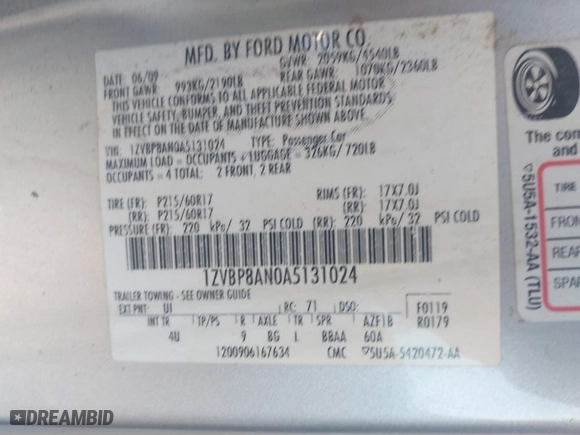 MFD. BY FORD MOTOR CO.
DATE: 06/09
GVWR: 2059KG/4540LB
FRONT GAWR: 993KG/2190LB
REAR GAWR: 1070KG/2360LB
THIS VEHICLE CONFORMS TO ALL APPLICABLE FEDERAL MOTOR
VEHICLE SAFETY, BUMPER, AND THEFT PREVENTION STANDARDS
IN EFFECT ON THE DATE OF MANUFACTURE SHOWN ABOVE.
VIN: 1ZVBP8AN0A5131024 TYPE: Passenger Car
MAXIMUM LOAD = OCCUPANTS + LUGGAGE = 326KG/720LB
OCCUPANTS = 4 TOTAL: 2 FRONT, 2 REAR
TIRE (FR): P215/60R17 RIMS (FR): 17X7.0J
(RR): P215/60R17 (RR): 17X7.0J
PRESSURE (FR): 220 kPa/ 32 PSI COLD (RR): 220 kPa/ 32 PSI COLD
1ZVBP8AN0A5131024
TRAILER TOWING - SEE OWNER GUIDE
EXT PNT: UI RC: 71 DSO: F0119
INT TR TP/PS R AXLE TR SPR AZF1B R0179
4U 9 BG L BBAA 60A
1200906167634 CMC 5U5A-5420472-AA
The com
and
5U5A-1532-AA (TLU)
TIRE
FRON
REAR
SPAR
DREAMBID